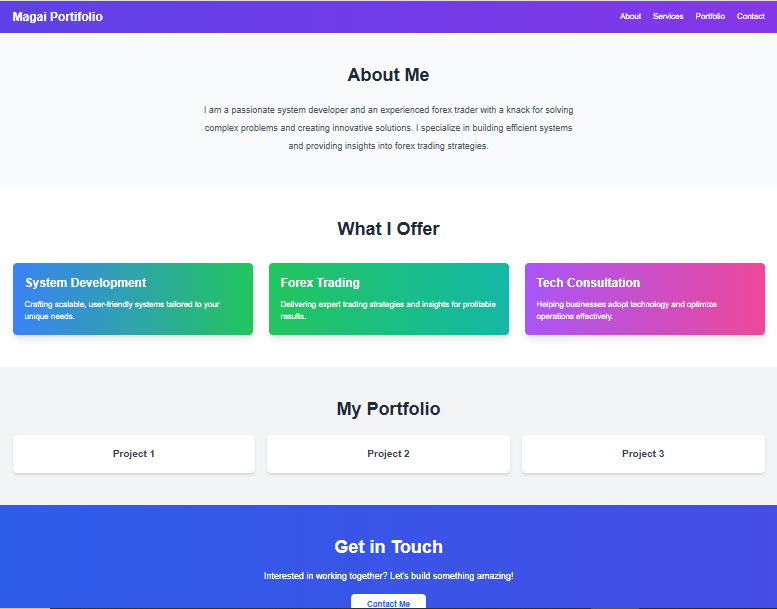 Magai Portifolio
About Services Portfolio Contact
About Me
I am a passionate system developer and an experienced forex trader with a knack for solving
complex problems and creating innovative solutions. I specialize in building efficient systems
and providing insights into forex trading strategies.
What I Offer
System Development
Crafting scalable, user-friendly systems tailored to your
unique needs.
Forex Trading
Delivering expert trading strategies and insights for profitable
results.
Tech Consultation
Helping businesses adopt technology and optimize
operations effectively.
My Portfolio
Project 1
Project 2
Project 3
Get in Touch
Interested in working together? Let's build something amazing!
Contact Me